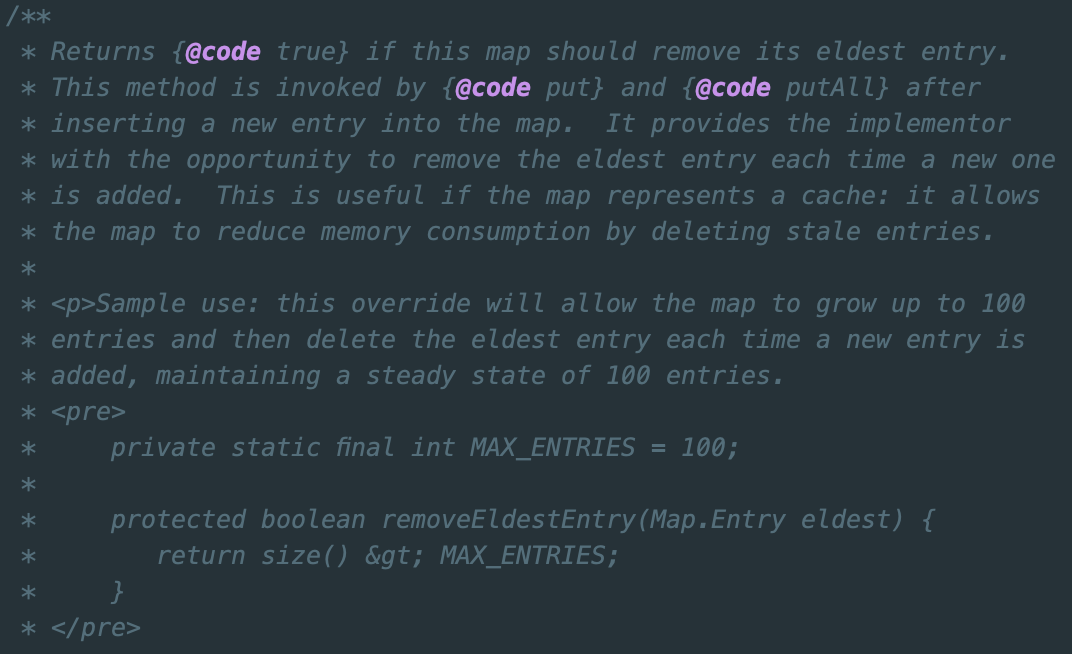 /**
 * Returns {@code true} if this map should remove its eldest entry.
 * This method is invoked by {@code put} and {@code putAll} after
 * inserting a new entry into the map.  It provides the implementor
 * with the opportunity to remove the eldest entry each time a new one
 * is added.  This is useful if the map represents a cache: it allows
 * the map to reduce memory consumption by deleting stale entries.
 *
 * <p>Sample use: this override will allow the map to grow up to 100
 * entries and then delete the eldest entry each time a new entry is
 * added, maintaining a steady state of 100 entries.
 * <pre>
 *     private static final int MAX_ENTRIES = 100;
 *
 *     protected boolean removeEldestEntry(Map.Entry eldest) {
 *        return size() &gt; MAX_ENTRIES;
 *     }
 * </pre>